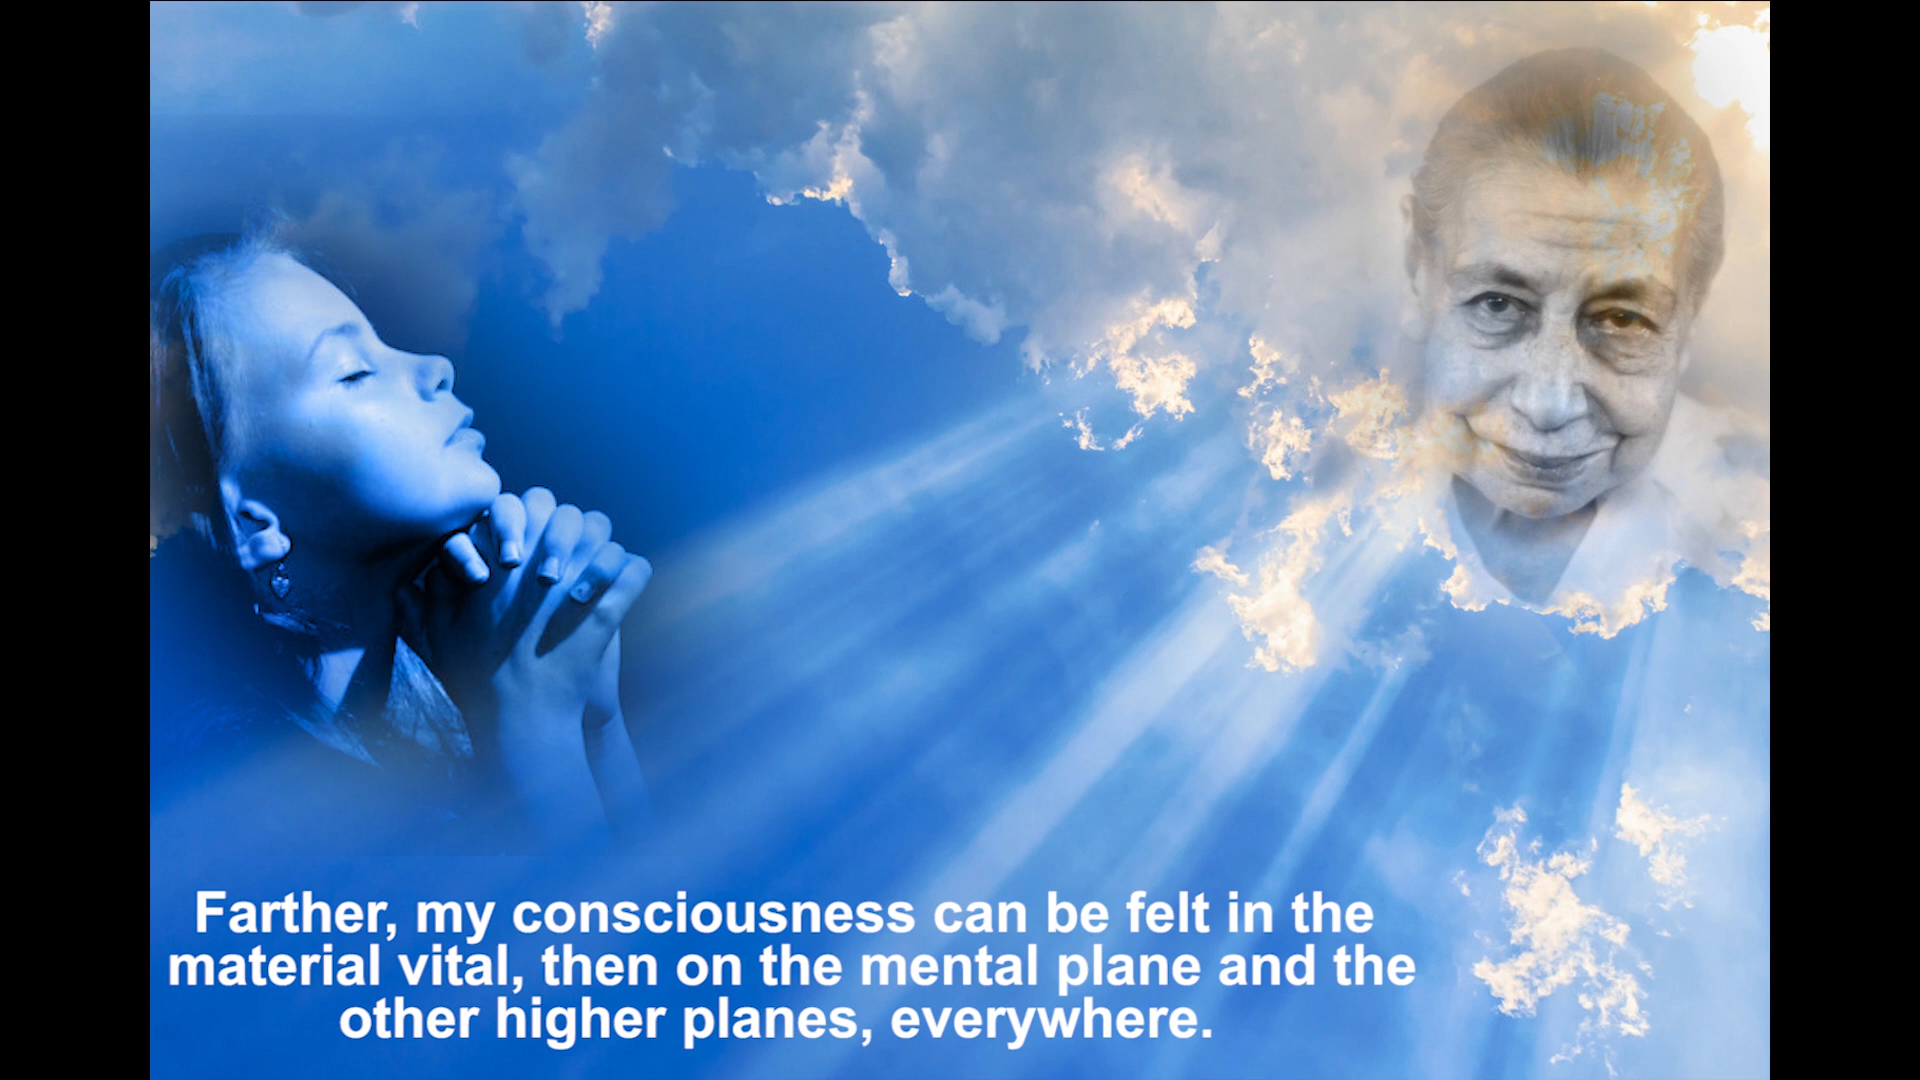 Farther, my consciousness can be felt in the
material vital, then on the mental plane and the
other higher planes, everywhere.